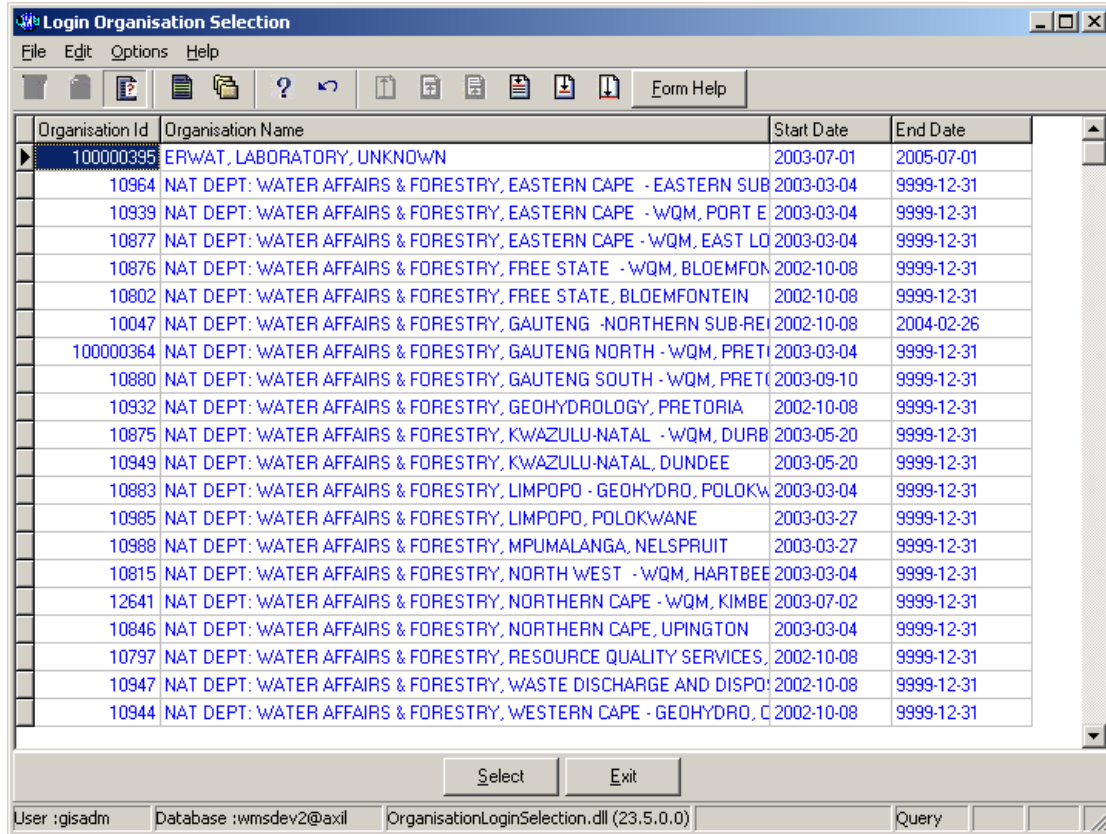 Login Organisation Selection
File Edit Options Help
Form Help
Organisation Id Organisation Name Start Date End Date
100000395 ERWAT, LABORATORY, UNKNOWN 2003-07-01 2005-07-01
10964 NAT DEPT: WATER AFFAIRS & FORESTRY, EASTERN CAPE - EASTERN SUB 2003-03-04 9999-12-31
10939 NAT DEPT: WATER AFFAIRS & FORESTRY, EASTERN CAPE - WQM, PORT E 2003-03-04 9999-12-31
10877 NAT DEPT: WATER AFFAIRS & FORESTRY, EASTERN CAPE - WQM, EAST LO 2003-03-04 9999-12-31
10876 NAT DEPT: WATER AFFAIRS & FORESTRY, FREE STATE - WQM, BLOEMFON 2002-10-08 9999-12-31
10802 NAT DEPT: WATER AFFAIRS & FORESTRY, FREE STATE, BLOEMFONTEIN 2002-10-08 9999-12-31
10047 NAT DEPT: WATER AFFAIRS & FORESTRY, GAUTENG -NORTHERN SUB-REG 2002-10-08 2004-02-26
100000364 NAT DEPT: WATER AFFAIRS & FORESTRY, GAUTENG NORTH - WQM, PRETO 2003-03-04 9999-12-31
10880 NAT DEPT: WATER AFFAIRS & FORESTRY, GAUTENG SOUTH - WQM, PRETO 2003-09-10 9999-12-31
10932 NAT DEPT: WATER AFFAIRS & FORESTRY, GEOHYDROLOGY, PRETORIA 2002-10-08 9999-12-31
10875 NAT DEPT: WATER AFFAIRS & FORESTRY, KWAZULU-NATAL - WQM, DURB 2003-05-20 9999-12-31
10949 NAT DEPT: WATER AFFAIRS & FORESTRY, KWAZULU-NATAL, DUNDEE 2003-05-20 9999-12-31
10883 NAT DEPT: WATER AFFAIRS & FORESTRY, LIMPOPO - GEOHYDRO, POLOKW 2003-03-04 9999-12-31
10985 NAT DEPT: WATER AFFAIRS & FORESTRY, LIMPOPO, POLOKWANE 2003-03-27 9999-12-31
10988 NAT DEPT: WATER AFFAIRS & FORESTRY, MPUMALANGA, NELSPRUIT 2003-03-27 9999-12-31
10815 NAT DEPT: WATER AFFAIRS & FORESTRY, NORTH WEST - WQM, HARTBEE 2003-03-04 9999-12-31
12641 NAT DEPT: WATER AFFAIRS & FORESTRY, NORTHERN CAPE - WQM, KIMBE 2003-07-02 9999-12-31
10846 NAT DEPT: WATER AFFAIRS & FORESTRY, NORTHERN CAPE, UPINGTON 2003-03-04 9999-12-31
10797 NAT DEPT: WATER AFFAIRS & FORESTRY, RESOURCE QUALITY SERVICES, 2002-10-08 9999-12-31
10947 NAT DEPT: WATER AFFAIRS & FORESTRY, WASTE DISCHARGE AND DISPOS 2002-10-08 9999-12-31
10944 NAT DEPT: WATER AFFAIRS & FORESTRY, WESTERN CAPE - GEOHYDRO, C 2002-10-08 9999-12-31
Select Exit
User :gisadm Database :wmsdev2@axil OrganisationLoginSelection.dll (23.5.0.0) Query